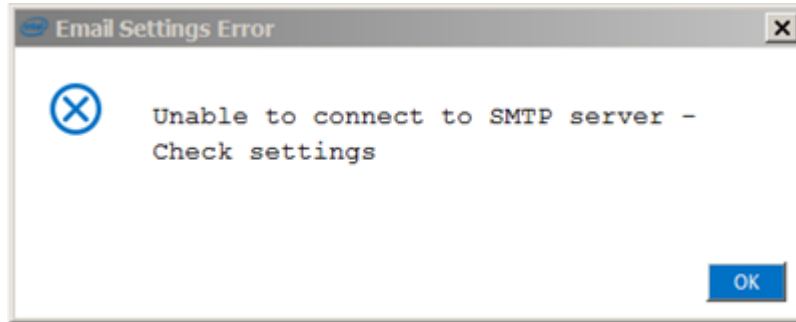 Email Settings Error
Unable to connect to SMTP server -
Check settings
OK